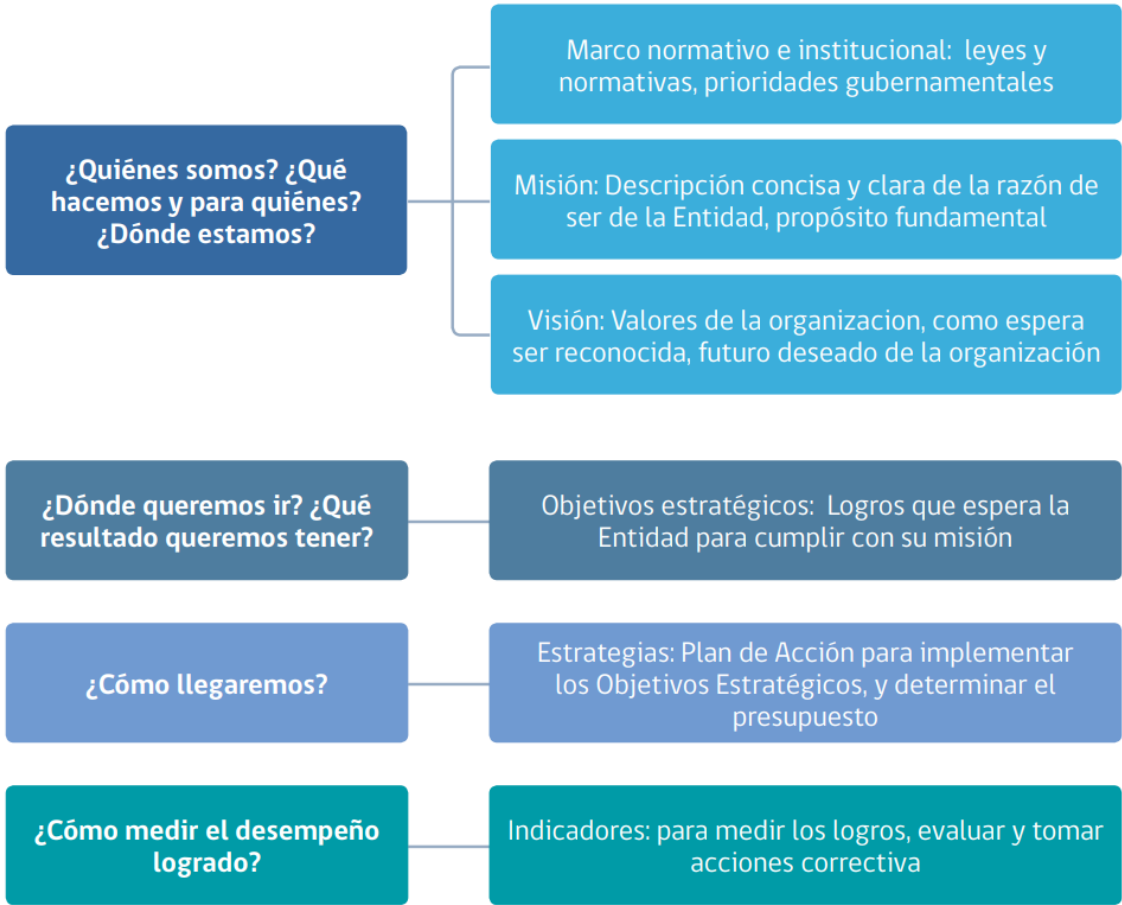 ¿Quiénes somos? ¿Qué
hacemos y para quiénes?
¿Dónde estamos?
Marco normativo e institucional: leyes y
normativas, prioridades gubernamentales
Misión: Descripción concisa y clara de la razón de
ser de la Entidad, propósito fundamental
Visión: Valores de la organizacion, como espera
ser reconocida, futuro deseado de la organización
¿Dónde queremos ir? ¿Qué
resultado queremos tener?
Objetivos estratégicos: Logros que espera la
Entidad para cumplir con su misión
¿Cómo llegaremos?
Estrategias: Plan de Acción para implementar
los Objetivos Estratégicos, y determinar el
presupuesto
¿Cómo medir el desempeño
logrado?
Indicadores: para medir los logros, evaluar y tomar
acciones correctiva